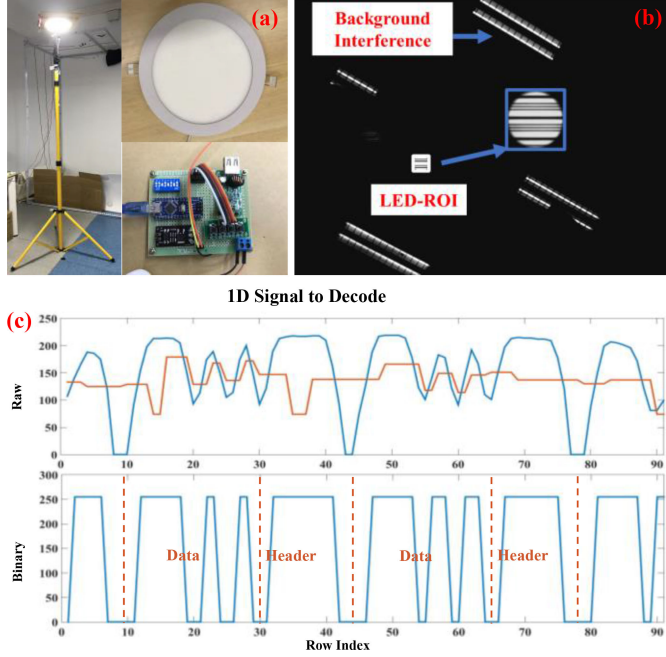 (a)
(b)
Background
Interference
LED-ROI
1D Signal to Decode
(c)
Raw
250
200
150
100
50
0
0 10 20 30 40 50 60 70 80 90
Binary
300
250
200
150
100
50
0
Data Header Data Header
0 10 20 30 40 50 60 70 80 90
Row Index